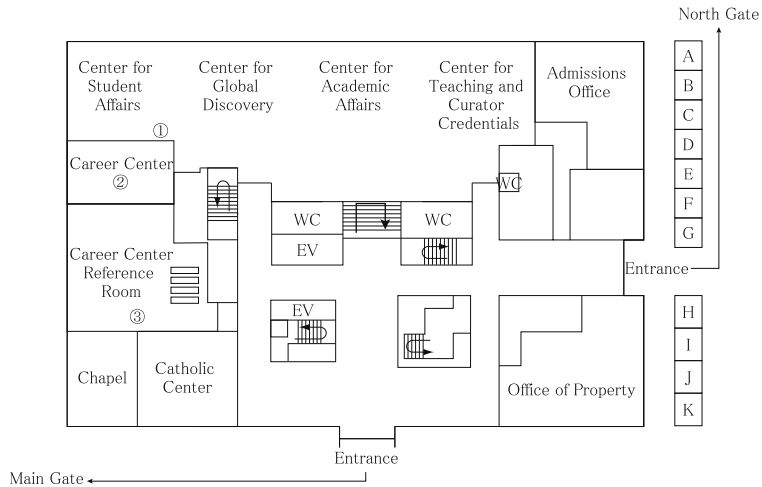 North Gate
Center for
Student
Affairs
①
Center for
Global
Discovery
Center for
Academic
Affairs
Center for
Teaching and
Curator
Credentials
Admissions
Office
A
B
C
D
E
F
G
Career Center
②
WC
WC
EV
WC
Entrance
Career Center
Reference
Room
③
EV
H
I
J
K
Chapel
Catholic
Center
Office of Property
Entrance
Main Gate